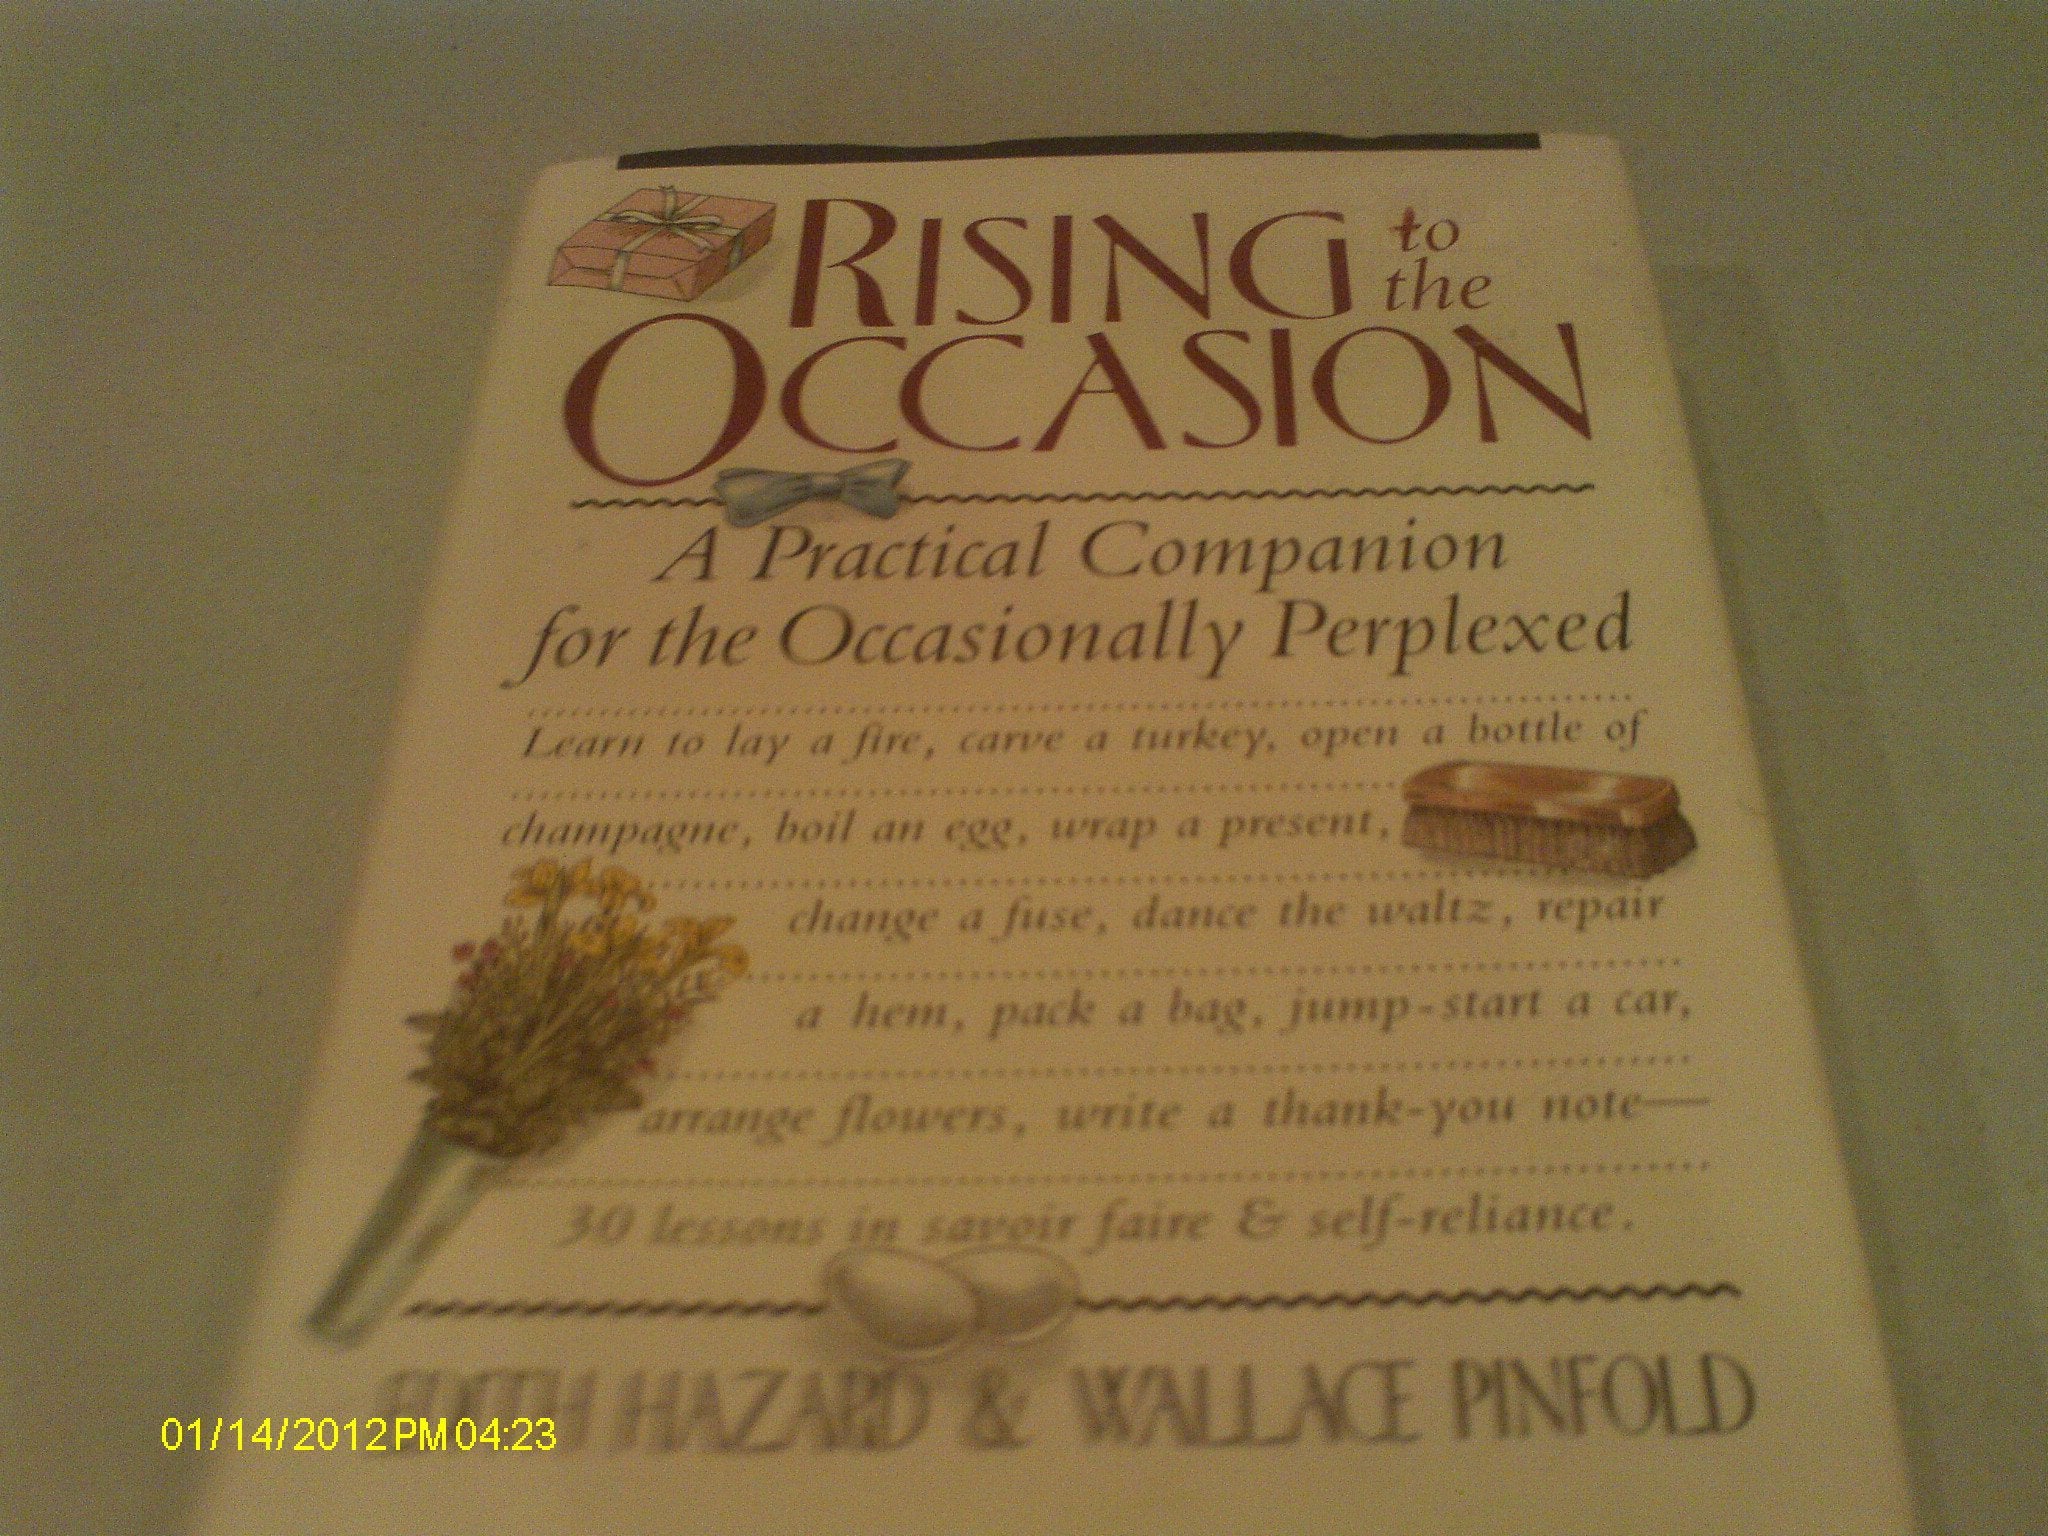 RISING to the
OCCASION
A Practical Companion
for the Occasionally Perplexed
Learn to lay a fire, carve a turkey, open a bottle of
champagne, boil an egg, wrap a present,
change a fuse, dance the waltz, repair
a hem, pack a bag, jump-start a car,
arrange flowers, write a thank-you note—
30 lessons in savoir faire & self-reliance.
EDITH HAZARD & WALLACE PINFOLD
01/14/2012 PM 04:23